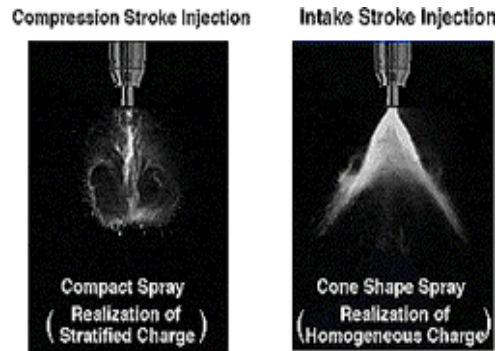 Compression Stroke Injection
Compact Spray
( Realization of
Stratified Charge )
Intake Stroke Injection
Cone Shape Spray
( Realization of
Homogeneous Charge )